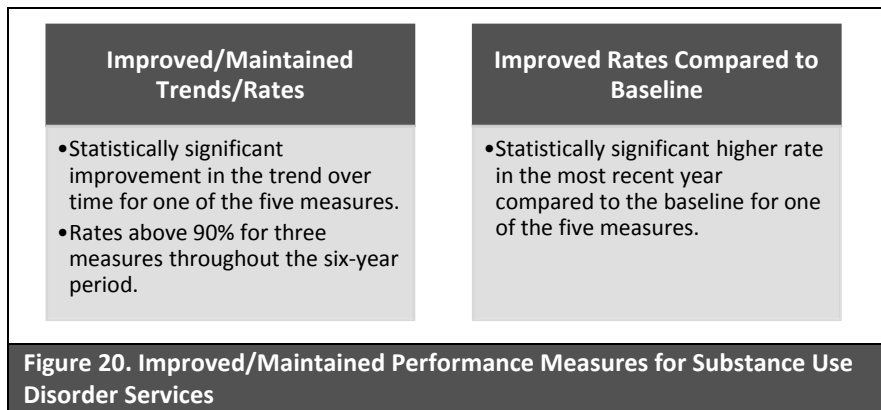 Improved/Maintained
Trends/Rates
•Statistically significant
improvement in the trend over
time for one of the five measures.
•Rates above 90% for three
measures throughout the six-year
period.
Improved Rates Compared to
Baseline
•Statistically significant higher rate
in the most recent year
compared to the baseline for one
of the five measures.
Figure 20. Improved/Maintained Performance Measures for Substance Use
Disorder Services